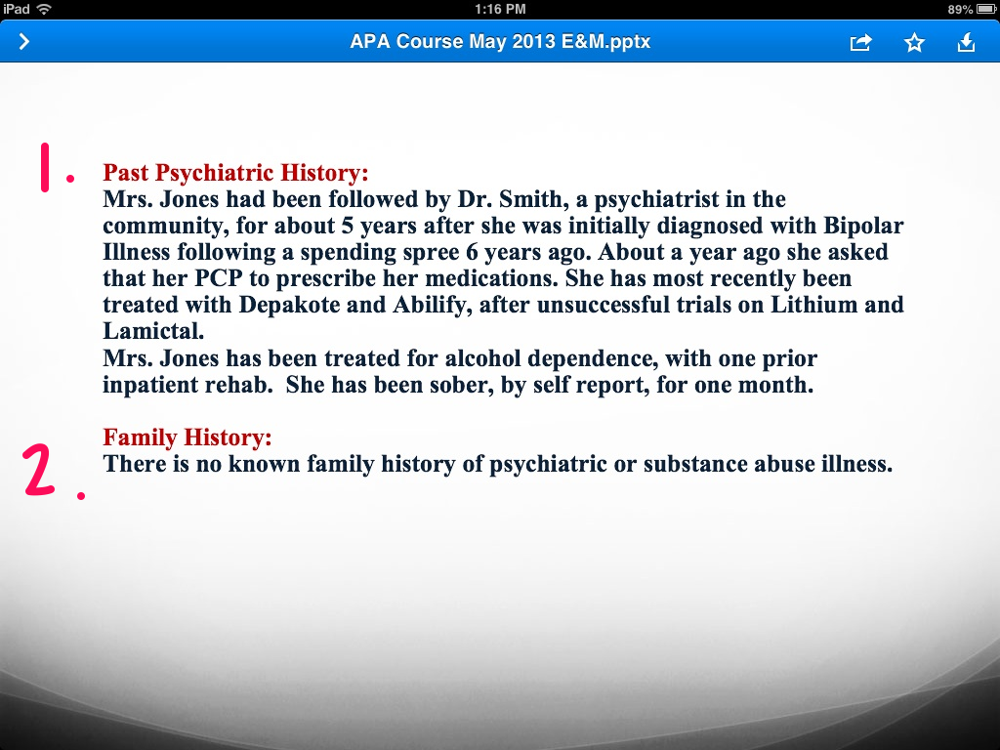 iPad 1:16 PM 89%
APA Course May 2013 E&M.pptx
1.
Past Psychiatric History:
Mrs. Jones had been followed by Dr. Smith, a psychiatrist in the
community, for about 5 years after she was initially diagnosed with Bipolar
Illness following a spending spree 6 years ago. About a year ago she asked
that her PCP to prescribe her medications. She has most recently been
treated with Depakote and Abilify, after unsuccessful trials on Lithium and
Lamictal.
Mrs. Jones has been treated for alcohol dependence, with one prior
inpatient rehab.  She has been sober, by self report, for one month.
2.
Family History:
There is no known family history of psychiatric or substance abuse illness.